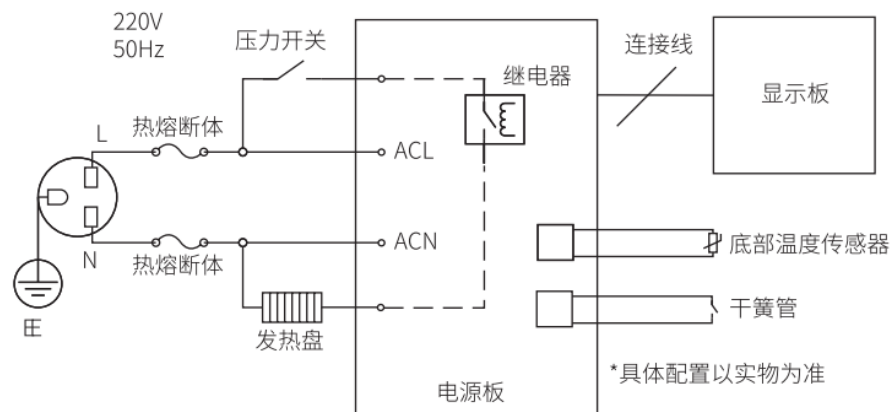 220V
50Hz
压力开关
继电器
连接线
显示板
L
热熔断体
ACL
N
热熔断体
ACN
底部温度传感器
发热盘
干簧管
E
电源板
*具体配置以实物为准